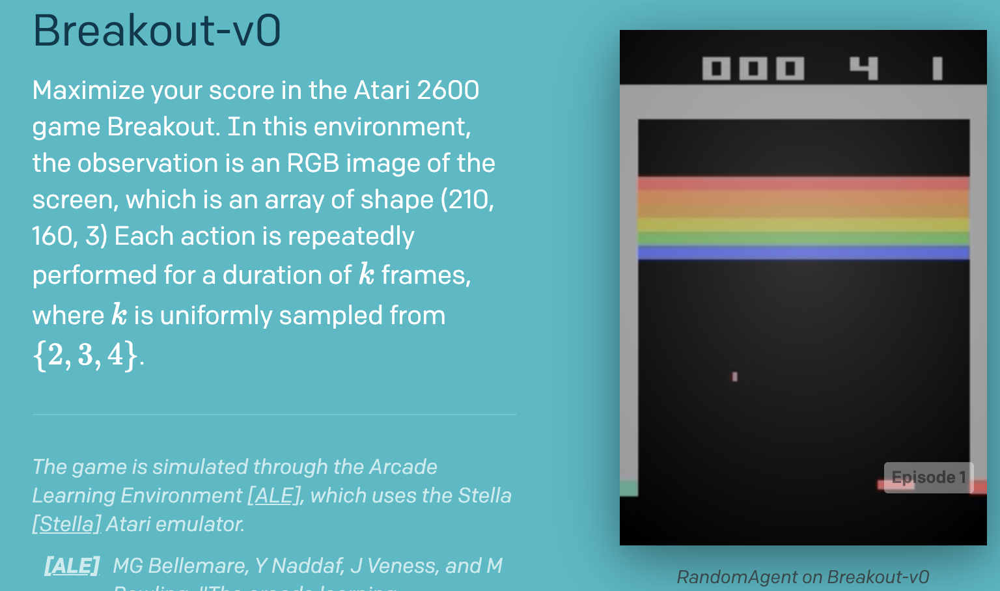 Breakout-v0
Maximize your score in the Atari 2600
game Breakout. In this environment,
the observation is an RGB image of the
screen, which is an array of shape (210,
160, 3) Each action is repeatedly
performed for a duration of k frames,
where k is uniformly sampled from
{2, 3, 4}.
The game is simulated through the Arcade
Learning Environment [ALE], which uses the Stella
[Stella] Atari emulator.
[ALE] MG Bellemare, Y Naddaf, J Veness, and M
000 4 1
Episode 1
RandomAgent on Breakout-v0